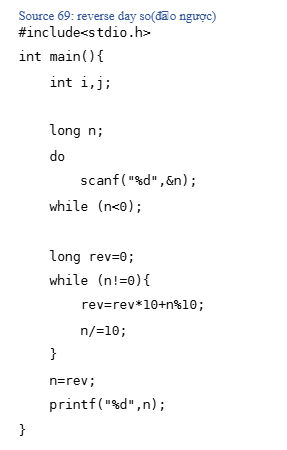 Source 69: reverse day so(đảo ngược)
#include<stdio.h>
int main(){
    int i,j;
    long n;
    do
        scanf("%d",&n);
    while (n<0);
    long rev=0;
    while (n!=0){
        rev=rev*10+n%10;
        n/=10;
    }
    n=rev;
    printf("%d",n);
}